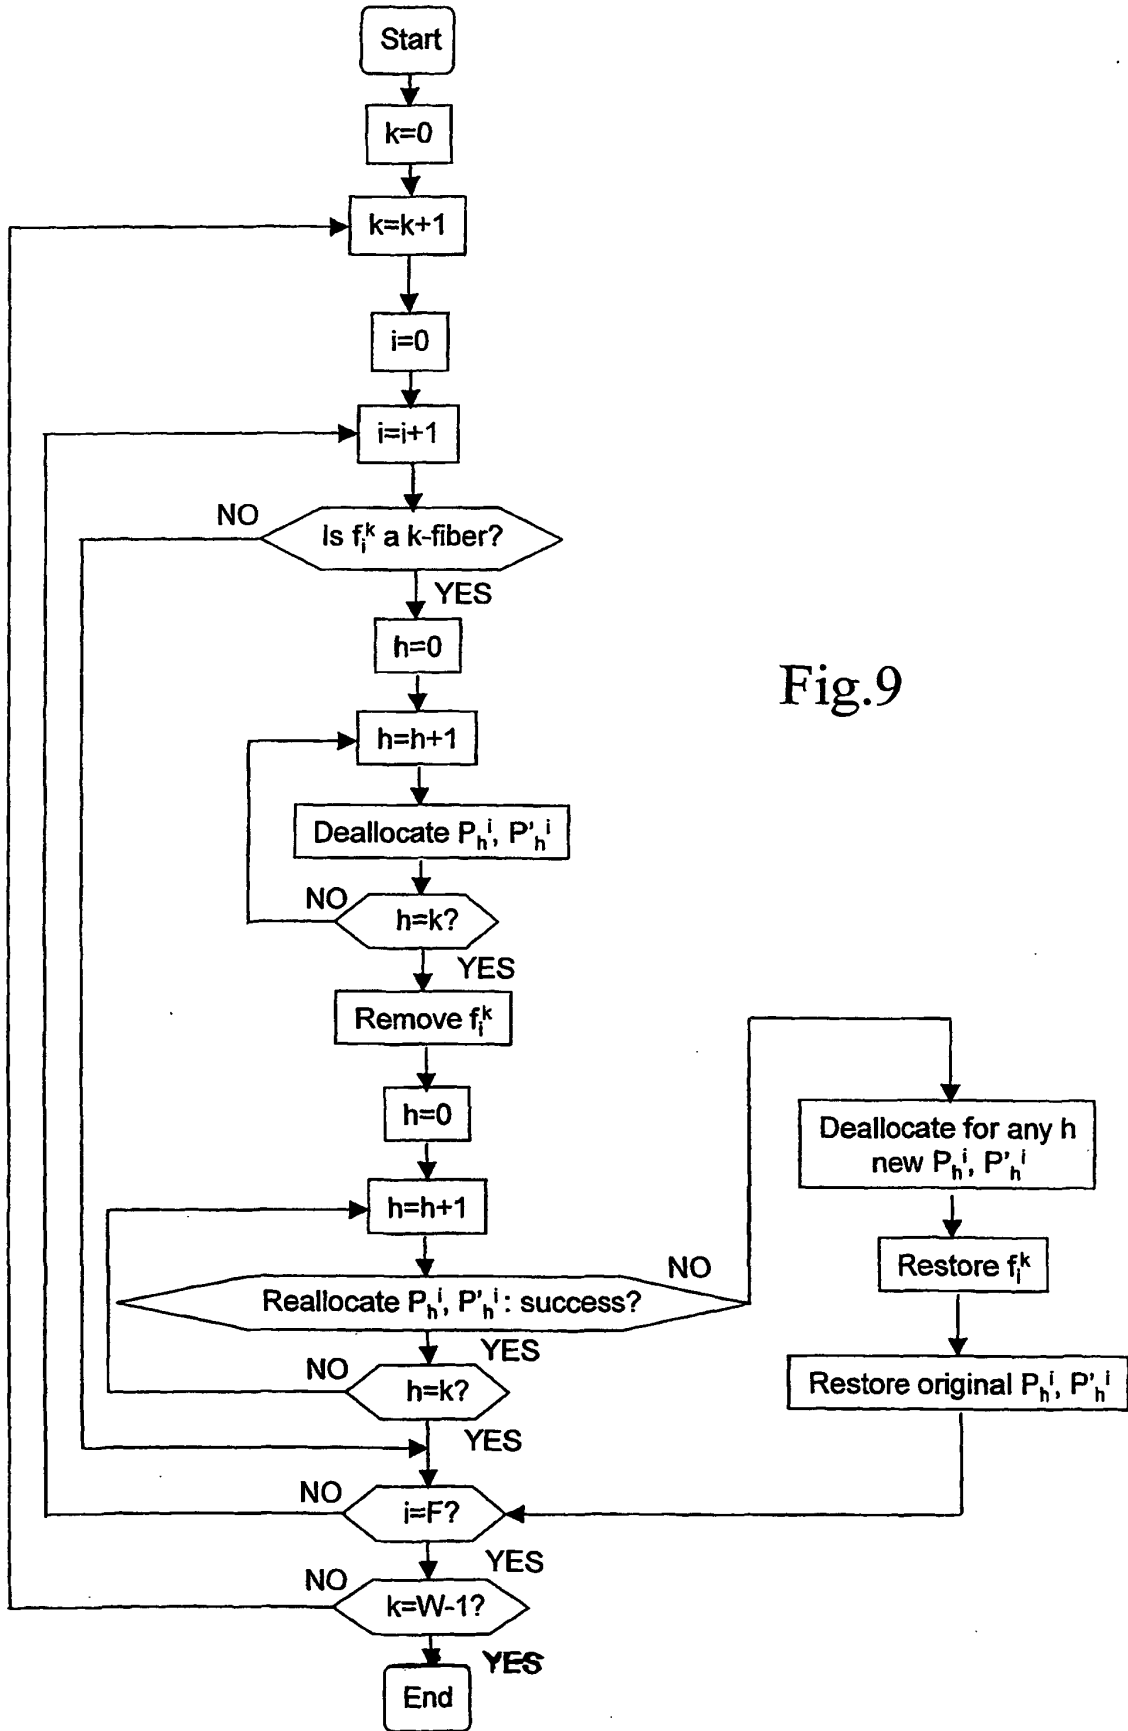 Start
k=0
k=k+1
i=0
i=i+1
NO
Is f_i^k a k-fiber?
YES
h=0
Fig.9
h=h+1
Deallocate P_h^i, P'_h^i
NO
h=k?
YES
Remove f_i^k
h=0
Deallocate for any h
new P_h^i, P'_h^i
h=h+1
NO
Restore f_i^k
Reallocate P_h^i, P'_h^i: success?
YES
NO
h=k?
Restore original P_h^i, P'_h^i
YES
NO
i=F?
YES
NO
k=W-1?
YES
End